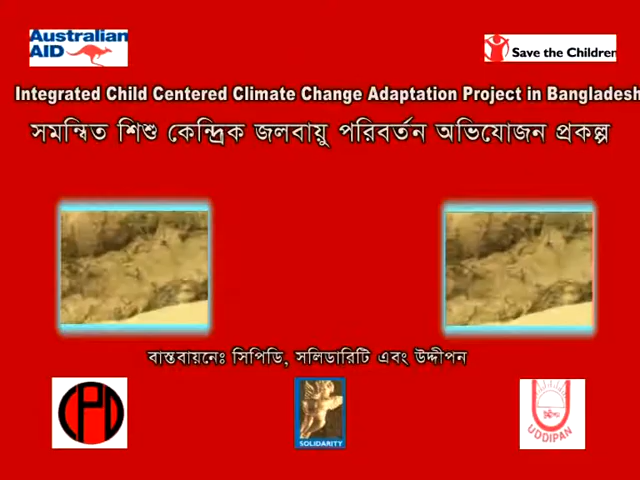 Australian
AID
Save the Children
Integrated Child Centered Climate Change Adaptation Project in Bangladesh
সমন্বিত শিশু কেন্দ্রিক জলবায়ু পরিবর্তন অভিযোজন প্রকল্প
বাস্তবায়নেঃ সিপিডি, সলিডারিটি এবং উদ্দীপন
CPD
SOLIDARITY
UDDIPAN